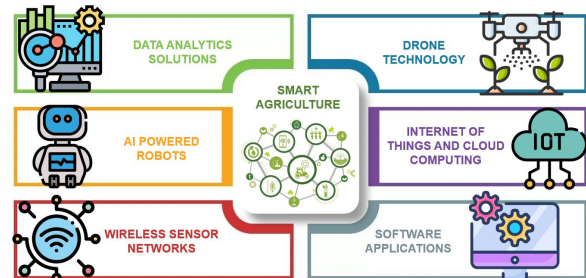 DATA ANALYTICS
SOLUTIONS
DRONE
TECHNOLOGY
SMART
AGRICULTURE
AI POWERED
ROBOTS
INTERNET OF
THINGS AND CLOUD
COMPUTING
IOT
WIRELESS SENSOR
NETWORKS
SOFTWARE
APPLICATIONS